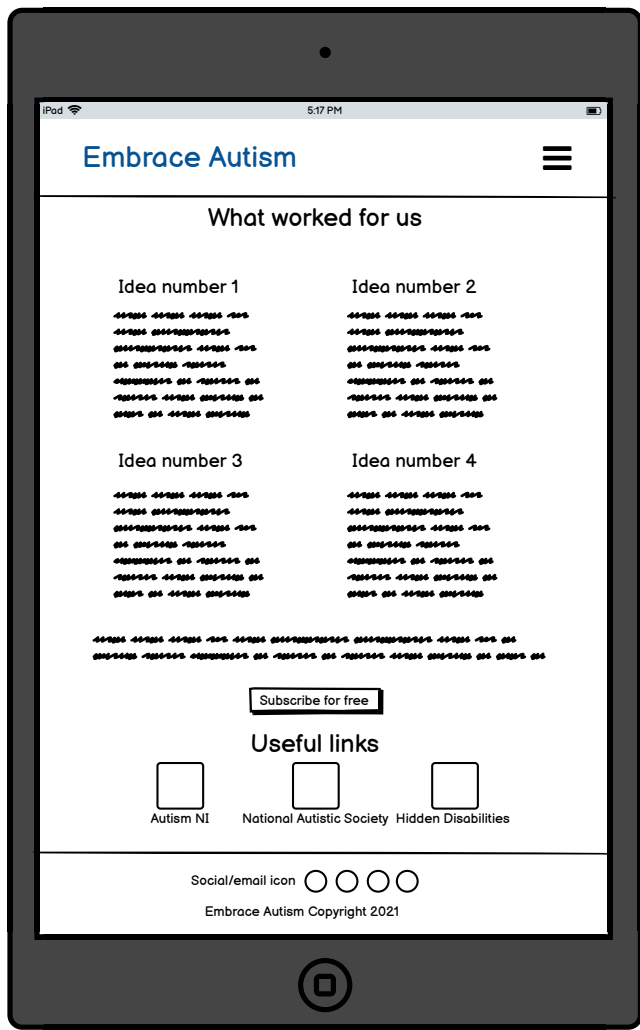 iPad 5:17 PM
Embrace Autism
What worked for us
Idea number 1
Idea number 2
Idea number 3
Idea number 4
Subscribe for free
Useful links
Autism NI
National Autistic Society
Hidden Disabilities
Social/email icon
Embrace Autism Copyright 2021